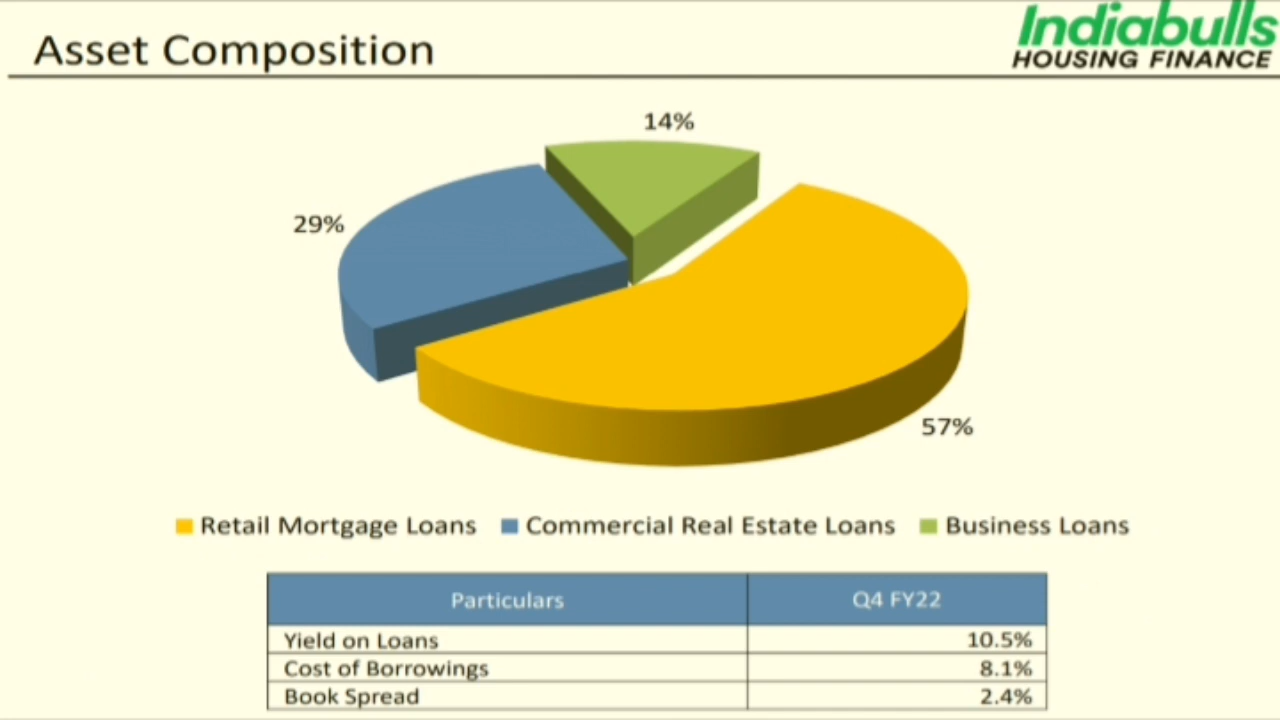 Asset Composition
Indiabulls
HOUSING FINANCE
14%
29%
57%
Retail Mortgage Loans Commercial Real Estate Loans Business Loans
Particulars Q4 FY22
Yield on Loans 10.5%
Cost of Borrowings 8.1%
Book Spread 2.4%